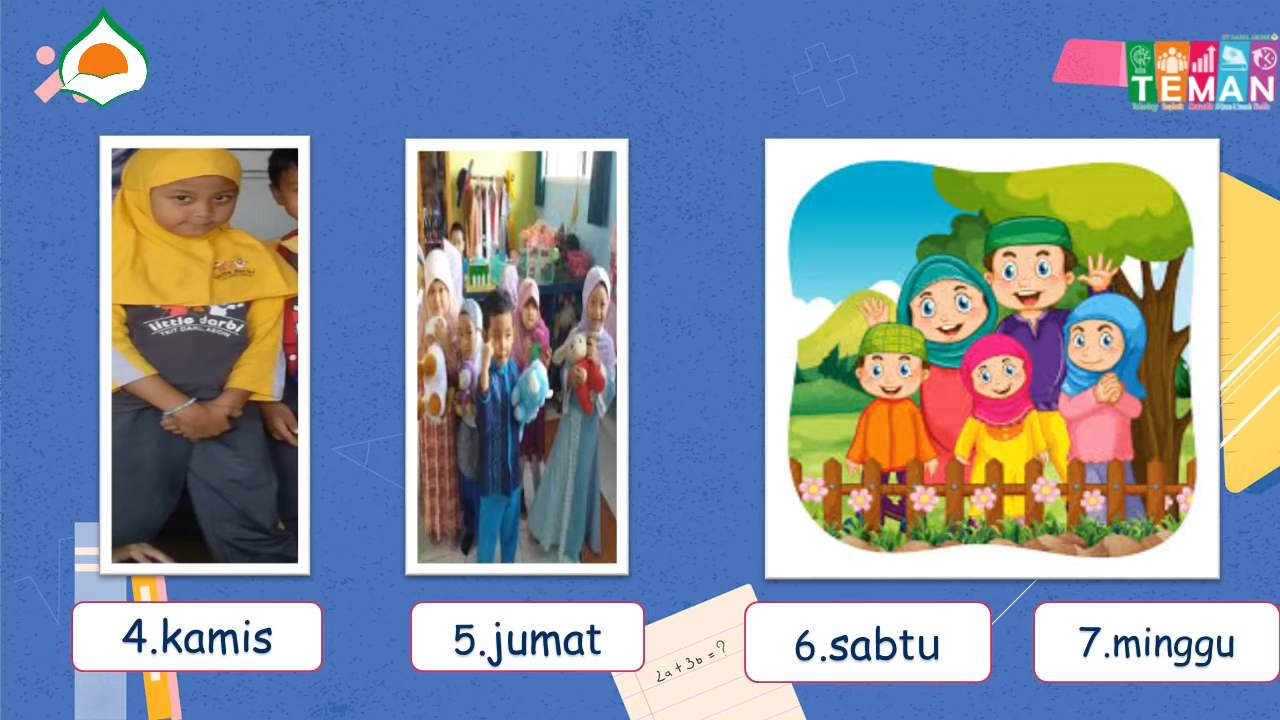 TEMAN
little darbi
4.kamis
5.jumat
6.sabtu
7.minggu
2a+3b=?